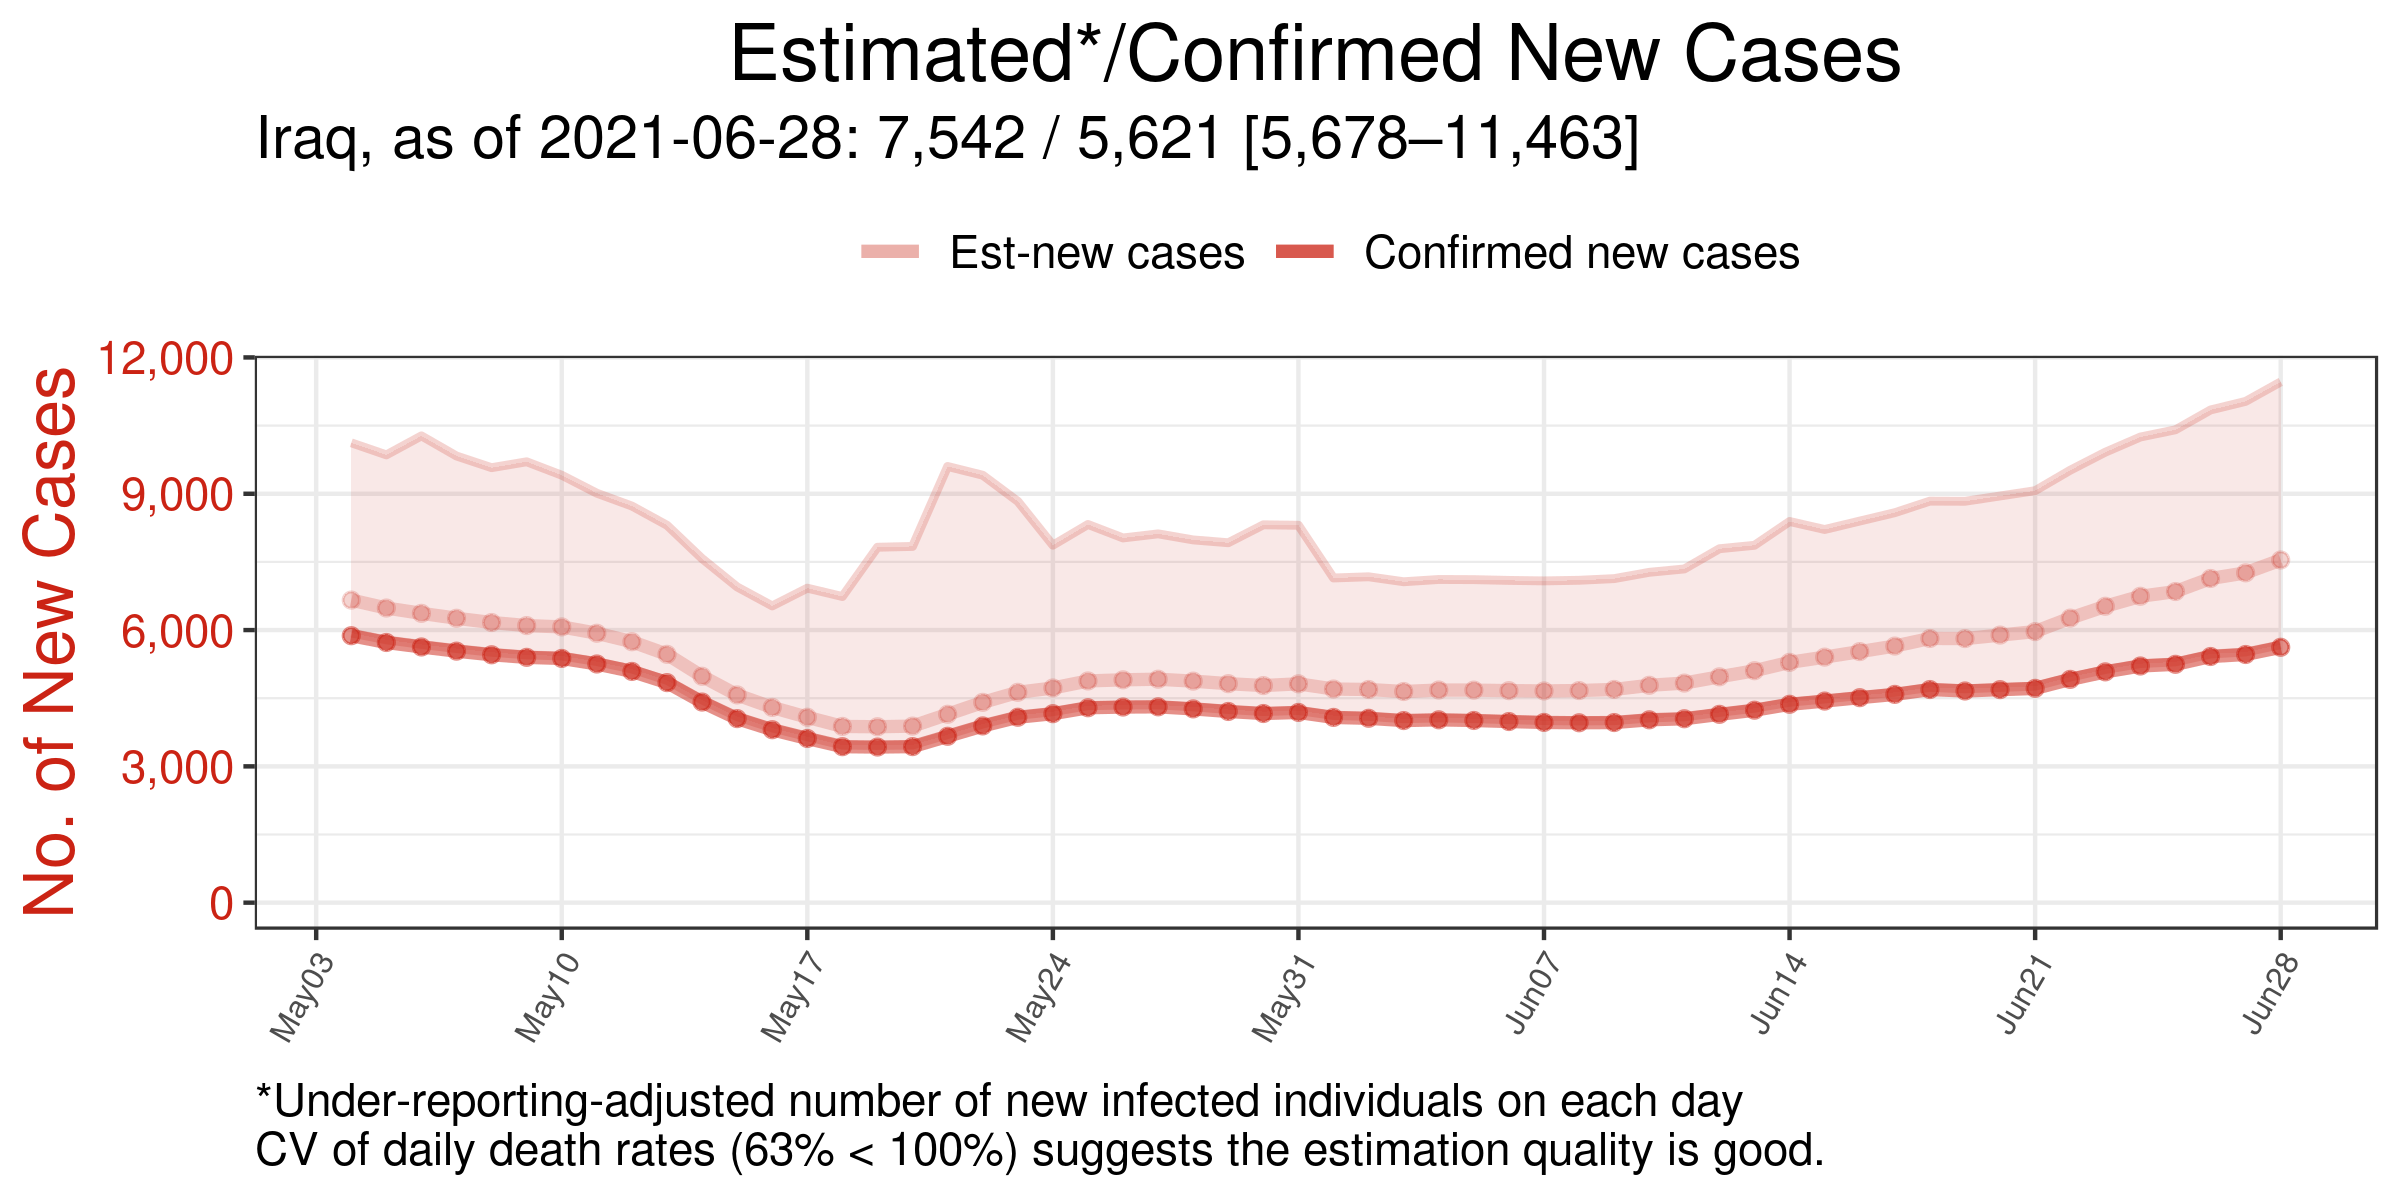 Estimated*/Confirmed New Cases
Iraq, as of 2021-06-28: 7,542 / 5,621 [5,678–11,463]
Est-new cases
Confirmed new cases
No. of New Cases
12,000
9,000
6,000
3,000
0
May03
May10
May17
May24
May31
Jun07
Jun14
Jun21
Jun28
*Under-reporting-adjusted number of new infected individuals on each day
CV of daily death rates (63% < 100%) suggests the estimation quality is good.